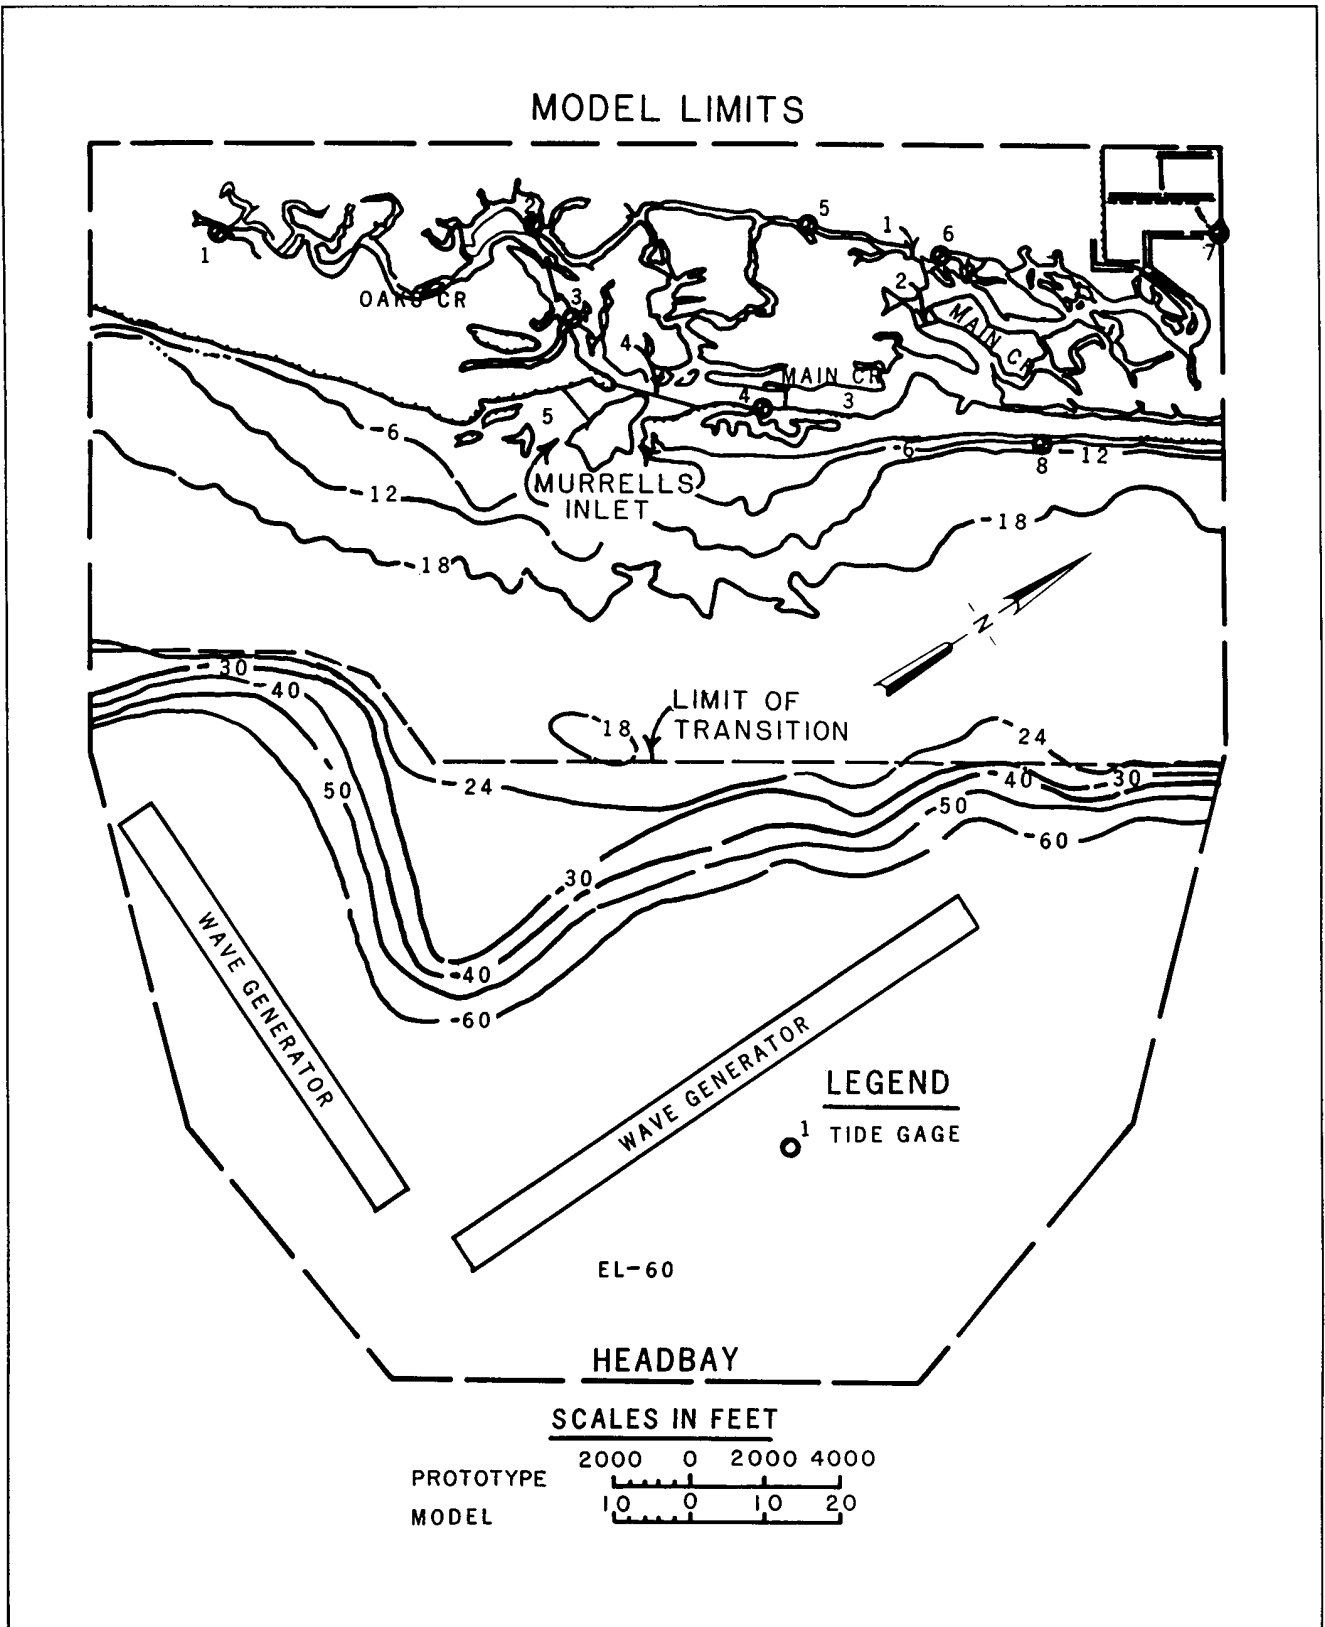 MODEL LIMITS
1
2
5
1
6
7
OAKS CR
3
2
MAIN CR
4
MAIN CR
4
3
5
-6
-6
8
-12
MURRELLS
INLET
-12
-18
-18
N
-30
-40
LIMIT OF
TRANSITION
-18
-24
-24
-50
-40
-30
-50
-60
-30
-40
-60
WAVE GENERATOR
WAVE GENERATOR
LEGEND
1 TIDE GAGE
EL-60
HEADBAY
SCALES IN FEET
PROTOTYPE 2000 0 2000 4000
MODEL 10 0 10 20